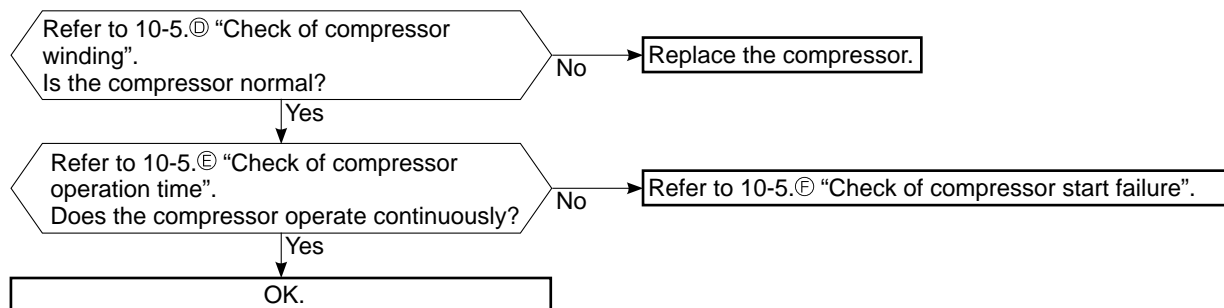 Refer to 10-5.Ⓓ “Check of compressor
winding”.
Is the compressor normal?
No
Replace the compressor.
Yes
Refer to 10-5.Ⓔ “Check of compressor
operation time”.
Does the compressor operate continuously?
No
Refer to 10-5.Ⓕ “Check of compressor start failure”.
Yes
OK.